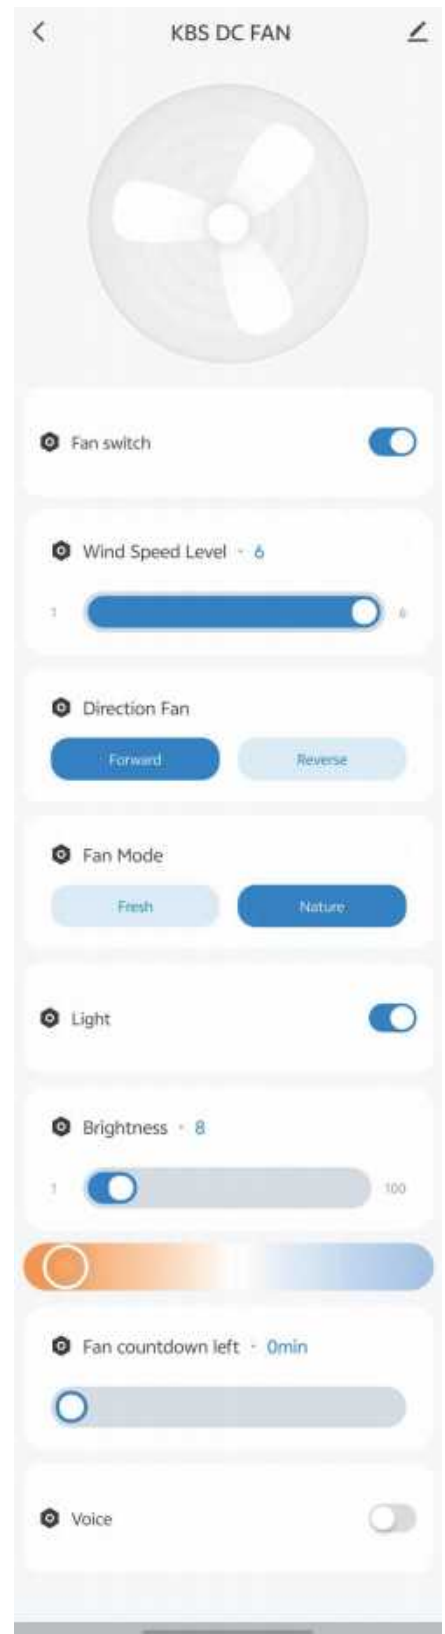 KBS DC FAN
Fan switch
Wind Speed Level · 6
1 6
Direction Fan
Forward Reverse
Fan Mode
Fresh Nature
Light
Brightness · 8
1 100
Fan countdown left · 0min
Voice